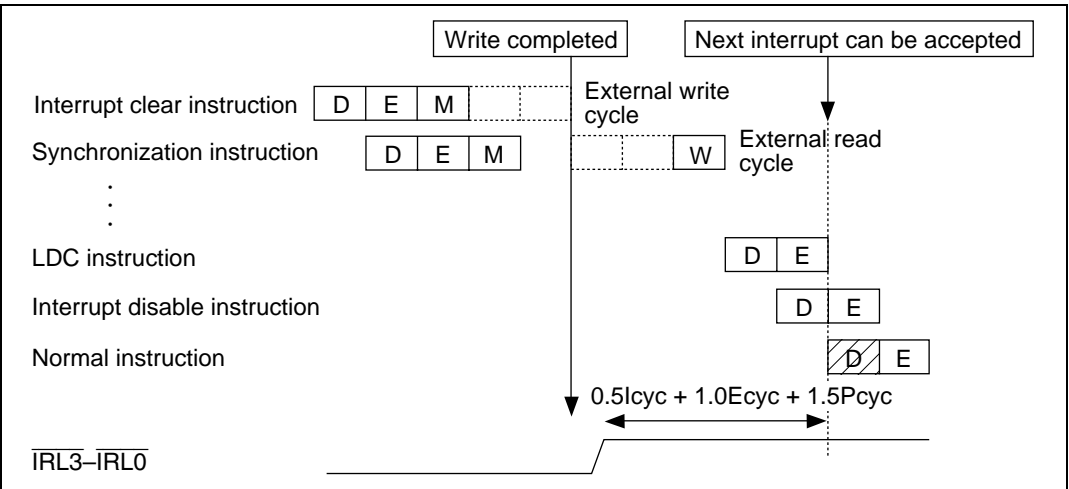 Write completed
Next interrupt can be accepted
Interrupt clear instruction
D E M
External write
cycle
Synchronization instruction
D E M
W
External read
cycle
.
.
.
LDC instruction
D E
Interrupt disable instruction
D E
Normal instruction
D E
0.5Icyc + 1.0Ecyc + 1.5Pcyc
IRL3–IRL0